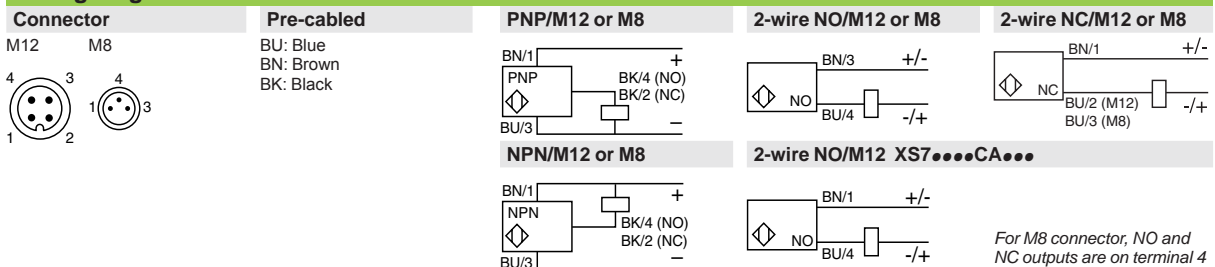 Connector
M12 M8
4 3
1 2
4
1 3
Pre-cabled
BU: Blue
BN: Brown
BK: Black
PNP/M12 or M8
BN/1
+
PNP
BK/4 (NO)
BK/2 (NC)
BU/3
–
NPN/M12 or M8
BN/1
+
NPN
BK/4 (NO)
BK/2 (NC)
BU/3
–
2-wire NO/M12 or M8
BN/3 +/-
NO
BU/4 -/+
2-wire NO/M12 XS7●●●●CA●●●
BN/1 +/-
NO
BU/4 -/+
2-wire NC/M12 or M8
BN/1 +/-
NC
BU/2 (M12) -/+
BU/3 (M8)
For M8 connector, NO and
NC outputs are on terminal 4